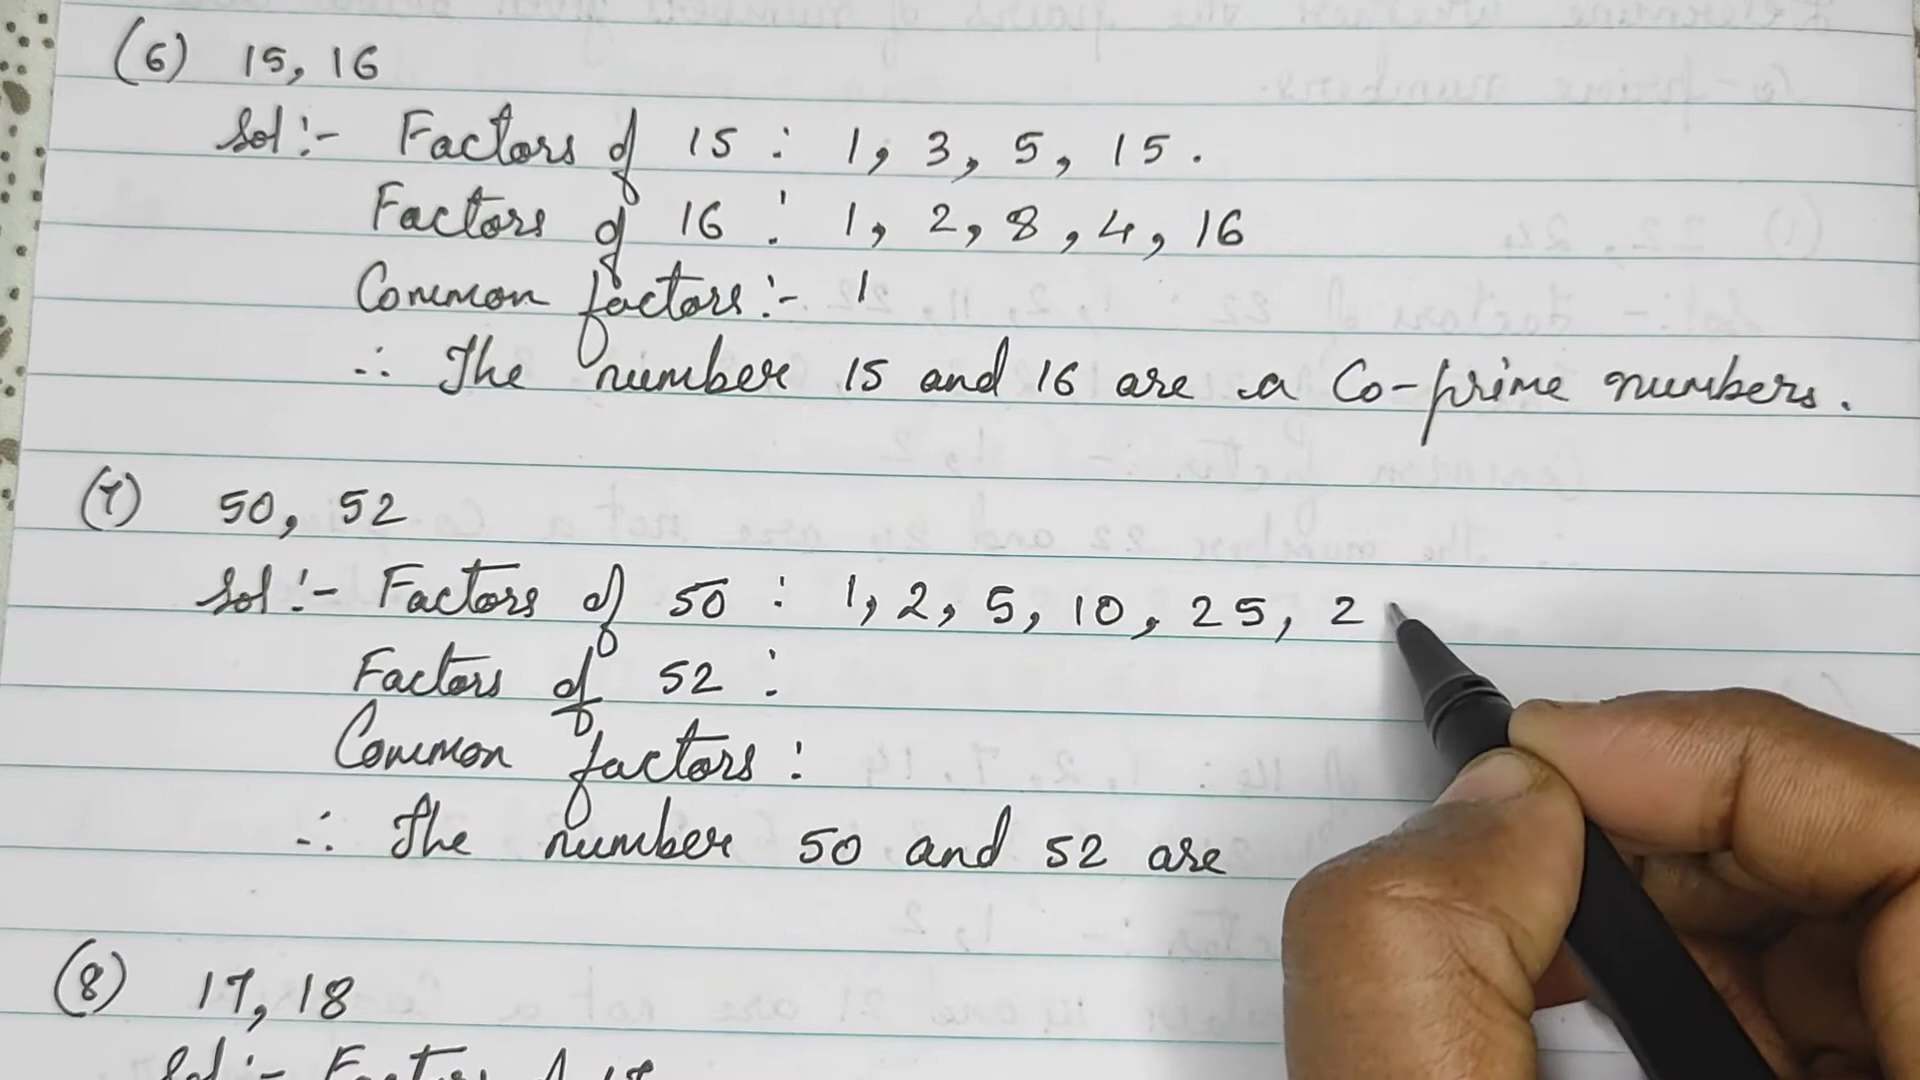 (6) 15, 16
Sol:- Factors of 15 : 1, 3, 5, 15.
Factors of 16 : 1, 2, 8, 4, 16
Common factors:- 1
∴ The number 15 and 16 are a Co-prime numbers.
(7) 50, 52
Sol:- Factors of 50 : 1, 2, 5, 10, 25, 2
Factors of 52 :
Common factors :
∴ The number 50 and 52 are
(8) 17, 18
Sol:- Factors of